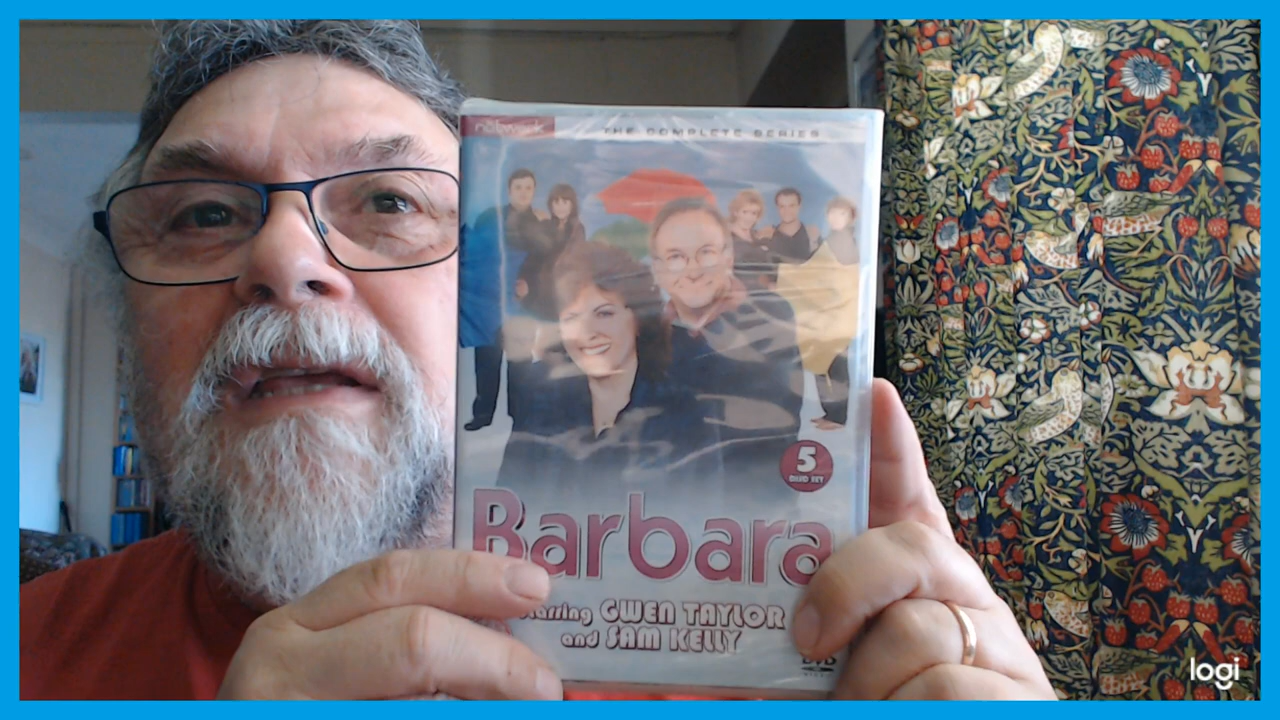 network
THE COMPLETE SERIES
5
DISC SET
Barbara
Starring GWEN TAYLOR
and SAM KELLY
DVD
logi